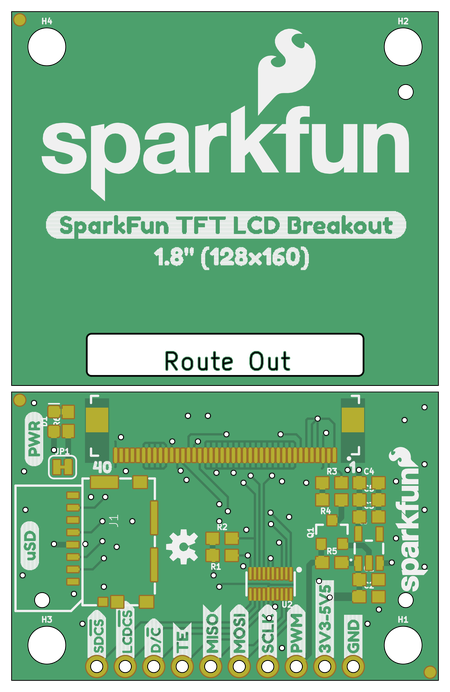 H4
H2
sparkfun
SparkFun TFT LCD Breakout
1.8" (128x160)
Route Out
PWR
JP1
40
1
R3
C4
J1
R4
Q1
R2
R5
R1
uSD
U2
sparkfun
H3
H1
SDCS
LCDCS
D/C
TE
MISO
MOSI
SCLK
PWM
3V3-5V5
GND